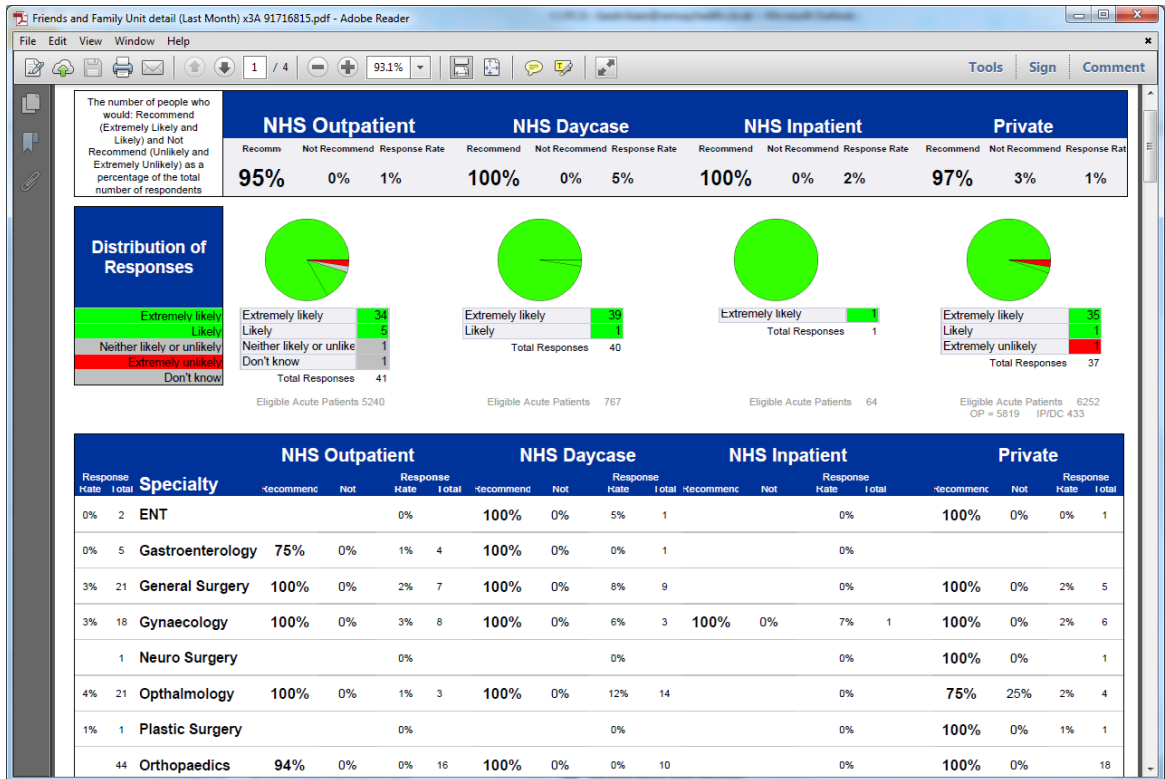 Friends and Family Unit detail (Last Month) x3A 91716815.pdf - Adobe Reader
File Edit View Window Help
1 / 4 93.1% Tools Sign Comment
The number of people who
would: Recommend
(Extremely Likely and
Likely) and Not
Recommend (Unlikely and
Extremely Unlikely) as a
percentage of the total
number of respondents
NHS Outpatient NHS Daycase NHS Inpatient Private
Recomm Not Recommend Response Rate Recommend Not Recommend Response Rate Recommend Not Recommend Response Rate Recommend Not Recommend Response Rat
95% 0% 1% 100% 0% 5% 100% 0% 2% 97% 3% 1%
Distribution of
Responses
Extremely likely
Likely
Neither likely or unlikely
Extremely unlikely
Don't know
Extremely likely 34
Likely 5
Neither likely or unlike 1
Don't know 1
Total Responses 41
Eligible Acute Patients 5240
Extremely likely 39
Likely 1
Total Responses 40
Eligible Acute Patients 767
Extremely likely 1
Total Responses 1
Eligible Acute Patients 64
Extremely likely 35
Likely 1
Extremely unlikely 1
Total Responses 37
Eligible Acute Patients 6252
OP = 5819 IP/DC 433
NHS Outpatient NHS Daycase NHS Inpatient Private
Response Response Response Response Response
Rate Total Specialty Recommend Not Rate Total Recommend Not Rate Total Recommend Not Rate Total Recommend Not Rate Total
0% 2 ENT 0% 100% 0% 5% 1 0% 100% 0% 0% 1
0% 5 Gastroenterology 75% 0% 1% 4 100% 0% 0% 1 0%
3% 21 General Surgery 100% 0% 2% 7 100% 0% 8% 9 0% 100% 0% 2% 5
3% 18 Gynaecology 100% 0% 3% 8 100% 0% 6% 3 100% 0% 7% 1 100% 0% 2% 6
1 Neuro Surgery 0% 0% 0% 100% 0% 1
4% 21 Opthalmology 100% 0% 1% 3 100% 0% 12% 14 0% 75% 25% 2% 4
1% 1 Plastic Surgery 0% 0% 0% 100% 0% 1% 1
44 Orthopaedics 94% 0% 0% 16 100% 0% 0% 10 0% 100% 0% 18